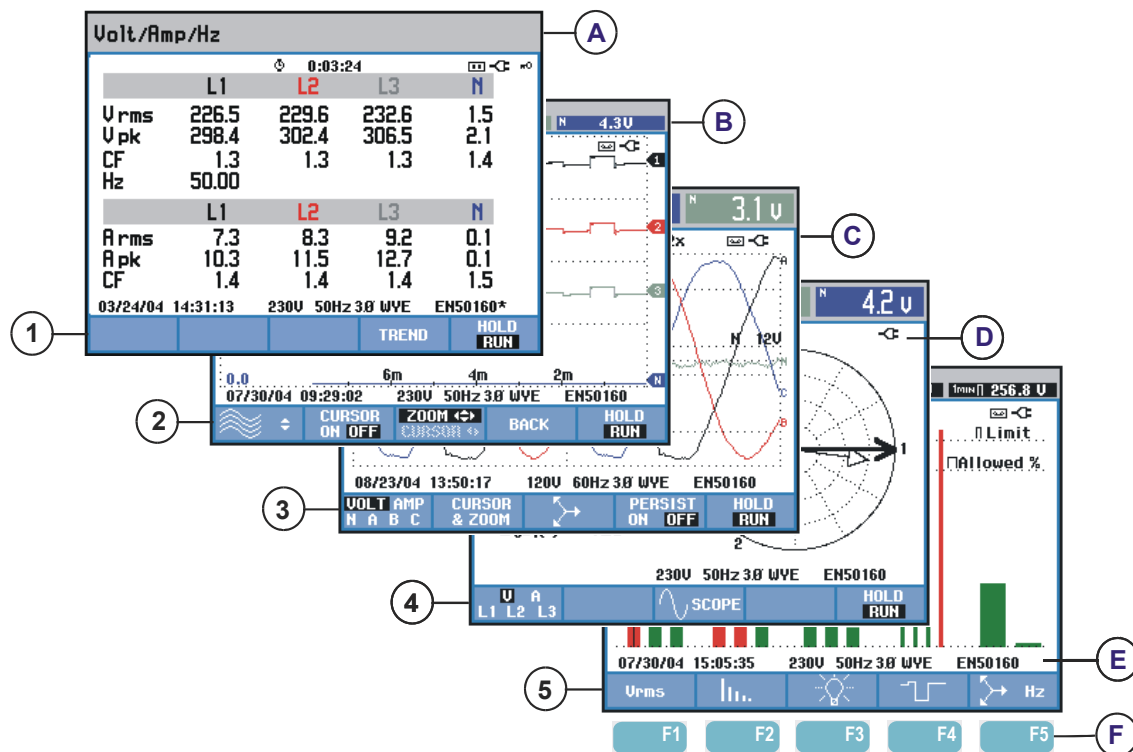 Volt/Amp/Hz
A
0:03:24
L1 L2 L3 N
Vrms 226.5 229.6 232.6 1.5
Vpk 298.4 302.4 306.5 2.1
CF 1.3 1.3 1.3 1.4
Hz 50.00
L1 L2 L3 N
Arms 7.3 8.3 9.2 0.1
Apk 10.3 11.5 12.7 0.1
CF 1.4 1.4 1.4 1.5
03/24/04 14:31:13 230V 50Hz 3Ø WYE EN50160*
1
TREND
HOLD
RUN
N 4.3V
B
1
2
3
N
0.0 6m 4m 2m
07/30/04 09:29:02 230V 50Hz 3Ø WYE EN50160
2
CURSOR
ON OFF
ZOOM
CURSOR
BACK
HOLD
RUN
N 3.1 V
C
2x
A
N 12V
N
C
B
08/23/04 13:50:17 120V 60Hz 3Ø WYE EN50160
3
VOLT AMP
N A B C
CURSOR
& ZOOM
PERSIST
ON OFF
HOLD
RUN
N 4.2 V
D
1
2
230V 50Hz 3Ø WYE EN50160
4
V A
L1 L2 L3
SCOPE
HOLD
RUN
1MIN 256.8 V
Limit
Allowed %
07/30/04 15:05:35 230V 50Hz 3Ø WYE EN50160
E
5
Vrms
Hz
F1 F2 F3 F4 F5
F